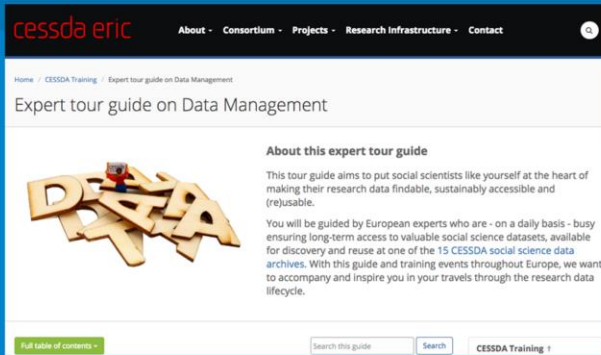 cessda eric
About - Consortium - Projects - Research Infrastructure - Contact
Home / CESSDA Training / Expert tour guide on Data Management
Expert tour guide on Data Management
About this expert tour guide
This tour guide aims to put social scientists like yourself at the heart of
making their research data findable, sustainably accessible and
(re)usable.
You will be guided by European experts who are - on a daily basis - busy
ensuring long-term access to valuable social science datasets, available
for discovery and reuse at one of the 15 CESSDA social science data
archives. With this guide and training events throughout Europe, we want
to accompany and inspire you in your travels through the research data
lifecycle.
Full table of contents
Search this guide
Search
CESSDA Training ↑